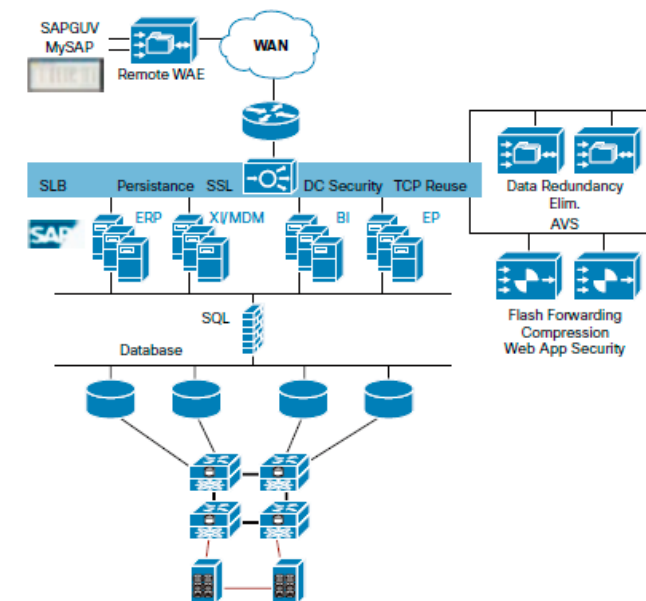 SAPGUV
MySAP
Remote WAE
WAN
SLB
Persistance
SSL
DC Security
TCP Reuse
Data Redundancy
Elim.
AVS
SAP
ERP
XI/MDM
BI
EP
Flash Forwarding
Compression
Web App Security
SQL
Database